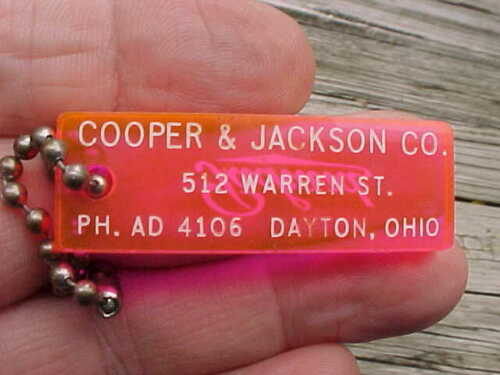 COOPER & JACKSON CO.
512 WARREN ST.
PH. AD 4106 DAYTON, OHIO